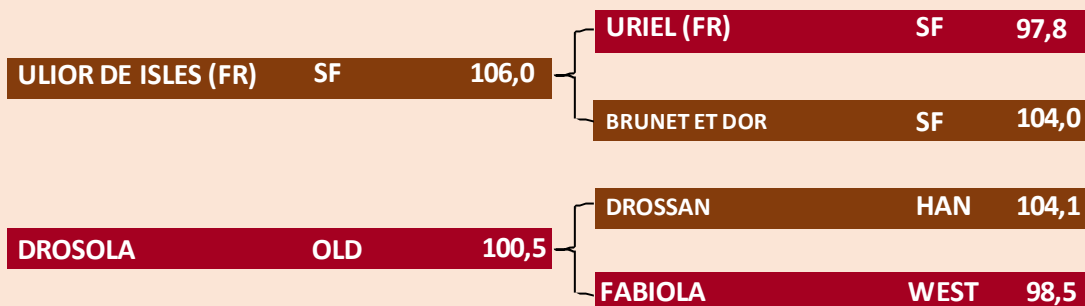 URIEL (FR) SF 97,8
ULIOR DE ISLES (FR) SF 106,0
BRUNET ET DOR SF 104,0
DROSSAN HAN 104,1
DROSOLA OLD 100,5
FABIOLA WEST 98,5